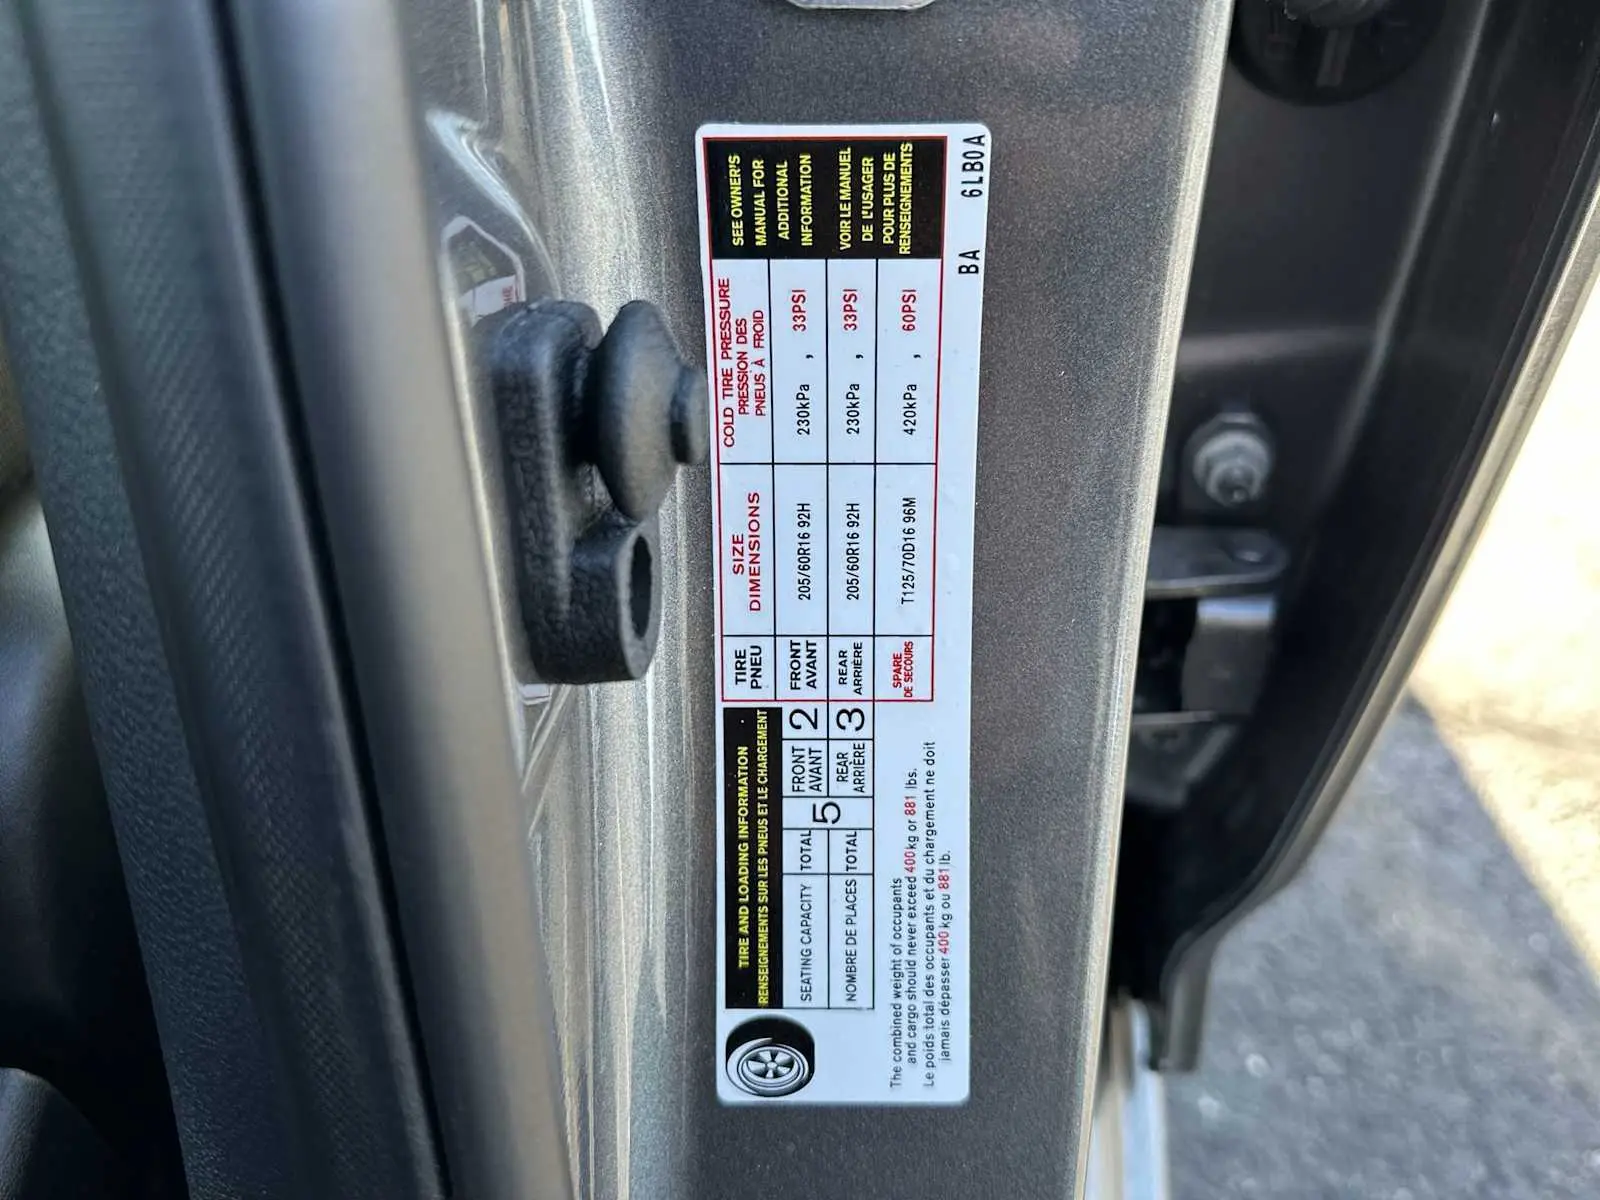 TIRE AND LOADING INFORMATION
RENSEIGNEMENTS SUR LES PNEUS ET LE CHARGEMENT
SEATING CAPACITY TOTAL 5 FRONT AVANT 2
NOMBRE DE PLACES TOTAL REAR ARRIÈRE 3
The combined weight of occupants
and cargo should never exceed 400 kg or 881 lbs.
Le poids total des occupants et du chargement ne doit
jamais dépasser 400 kg ou 881 lb.
TIRE
PNEU
SIZE
DIMENSIONS
COLD TIRE PRESSURE
PRESSION DES
PNEUS À FROID
FRONT
AVANT
205/60R16 92H
230kPa , 33PSI
REAR
ARRIÈRE
205/60R16 92H
230kPa , 33PSI
SPARE
DE SECOURS
T125/70D16 96M
420kPa , 60PSI
SEE OWNER'S
MANUAL FOR
ADDITIONAL
INFORMATION
VOIR LE MANUEL
DE L'USAGER
POUR PLUS DE
RENSEIGNEMENTS
BA 6LB0A